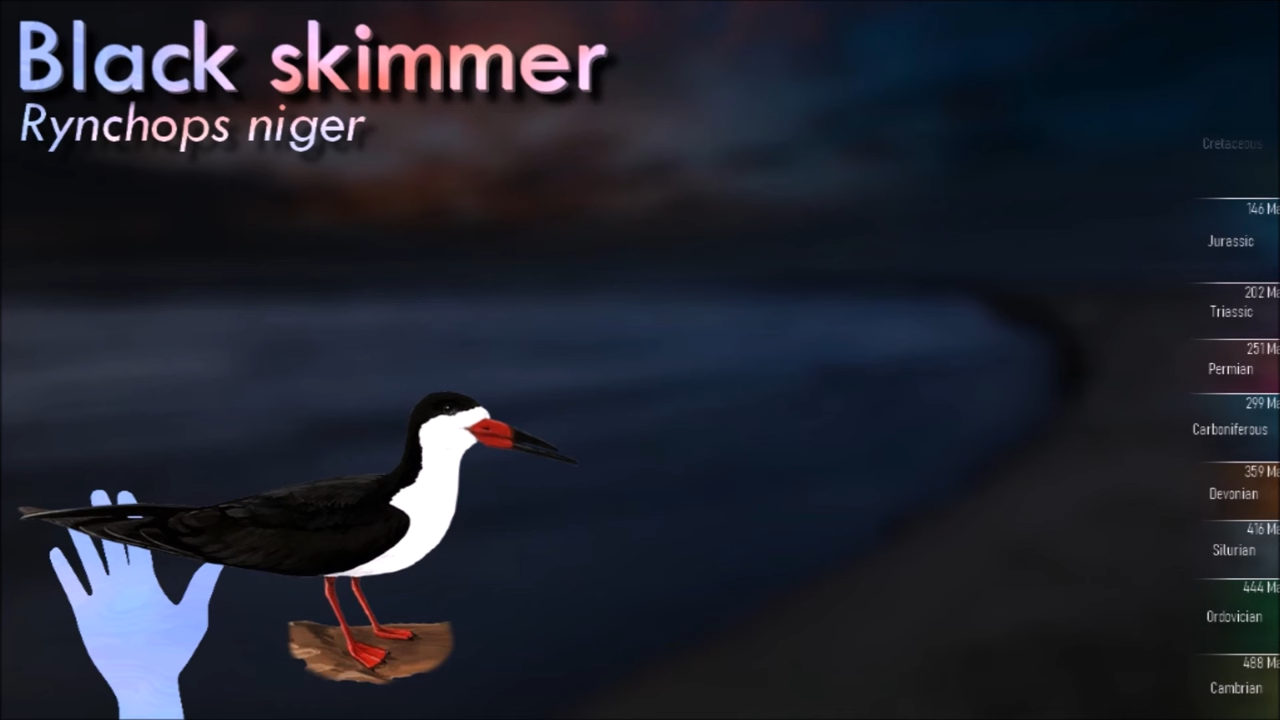 Black skimmer
Rynchops niger
Cretaceous
146 Ma
Jurassic
202 Ma
Triassic
251 Ma
Permian
299 Ma
Carboniferous
359 Ma
Devonian
416 Ma
Silurian
444 Ma
Ordovician
488 Ma
Cambrian